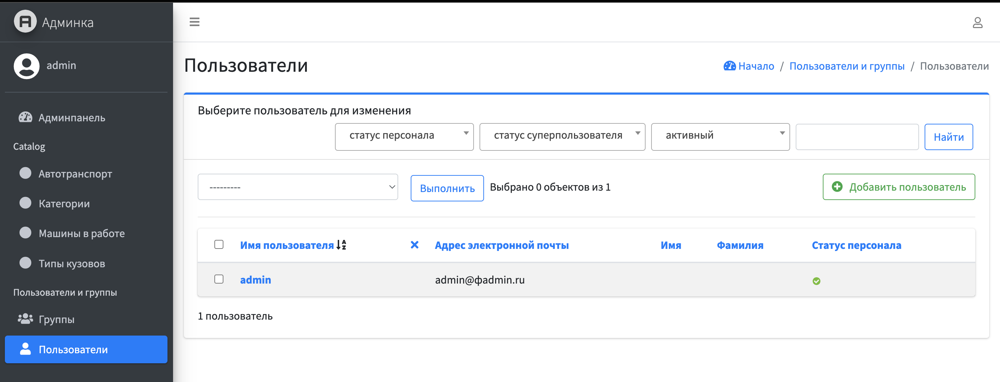 Админка
admin
Админпанель
Catalog
Автотранспорт
Категории
Машины в работе
Типы кузовов
Пользователи и группы
Группы
Пользователи
Пользователи
Начало / Пользователи и группы / Пользователи
Выберите пользователь для изменения
статус персонала статус суперпользователя активный Найти
--------- Выполнить Выбрано 0 объектов из 1 Добавить пользователь
Имя пользователя Адрес электронной почты Имя Фамилия Статус персонала
admin admin@фadmin.ru
1 пользователь